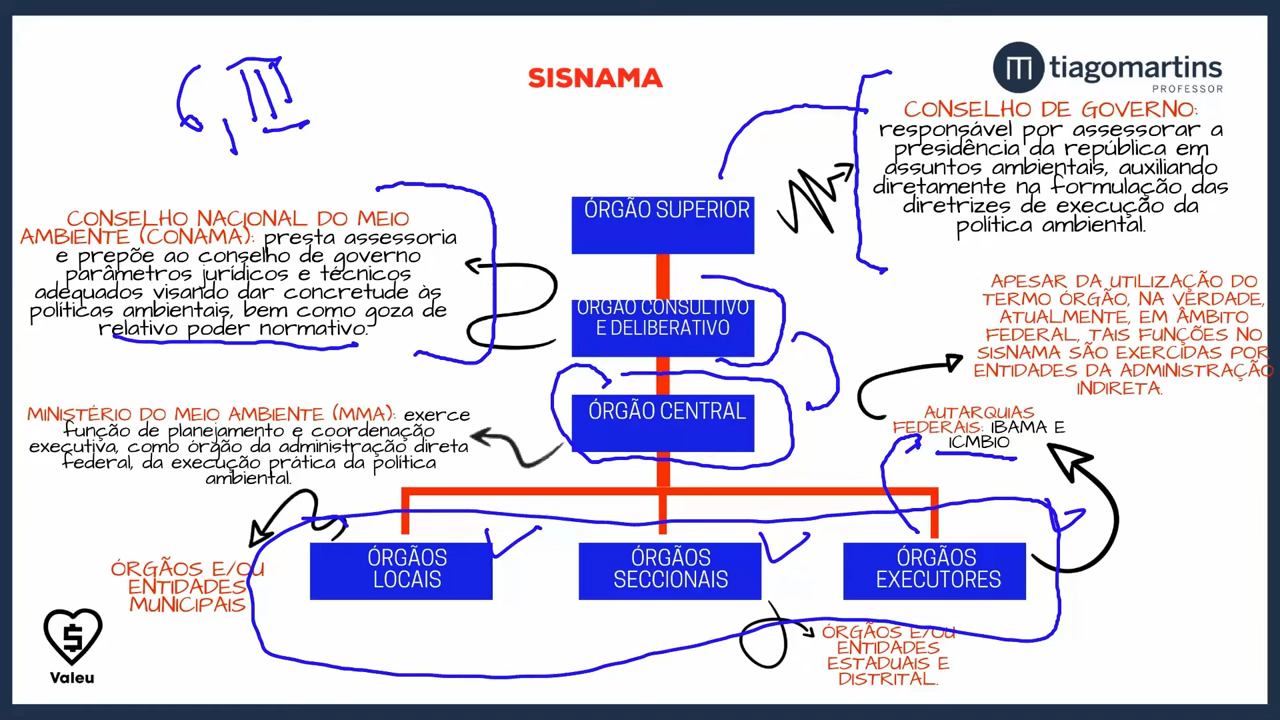 SISNAMA
tiagomartins
PROFESSOR
CONSELHO DE GOVERNO:
responsável por assessorar a
presidência da república em
assuntos ambientais, auxiliando
diretamente na formulação das
diretrizes de execução da
política ambiental.
ÓRGÃO SUPERIOR
CONSELHO NACIONAL DO MEIO
AMBIENTE (CONAMA): presta assessoria
e prepõe ao conselho de governo
parâmetros jurídicos e técnicos
adequados visando dar concretude às
políticas ambientais, bem como goza de
relativo poder normativo.
ÓRGÃO CONSULTIVO
E DELIBERATIVO
APESAR DA UTILIZAÇÃO DO
TERMO ÓRGÃO, NA VERDADE,
ATUALMENTE, EM ÂMBITO
FEDERAL, TAIS FUNÇÕES NO
SISNAMA SÃO EXERCIDAS POR
ENTIDADES DA ADMINISTRAÇÃO
INDIRETA.
MINISTÉRIO DO MEIO AMBIENTE (MMA): exerce
função de planejamento e coordenação
executiva, como órgão da administração direta
federal, da execução prática da política
ambiental.
ÓRGÃO CENTRAL
AUTARQUIAS
FEDERAIS: IBAMA E
ICMBIO
ÓRGÃOS
LOCAIS
ÓRGÃOS
SECCIONAIS
ÓRGÃOS
EXECUTORES
ÓRGÃOS E/OU
ENTIDADES
MUNICIPAIS
ÓRGÃOS E/OU
ENTIDADES
ESTADUAIS E
DISTRITAL.
$
Valeu